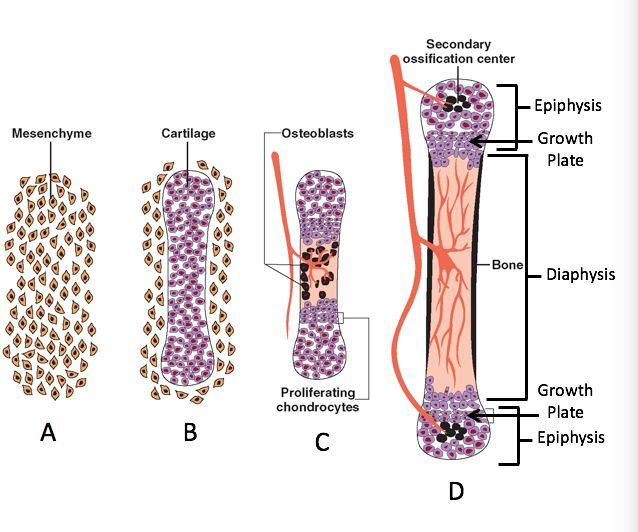 Mesenchyme
Cartilage
Osteoblasts
Secondary
ossification center
Epiphysis
Growth
Plate
Bone
Diaphysis
Proliferating
chondrocytes
Growth
Plate
Epiphysis
A
B
C
D